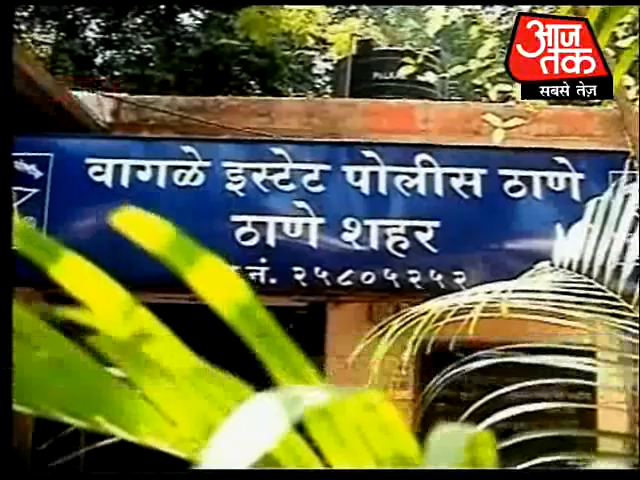 आज
तक
सबसे तेज़
वागळे इस्टेट पोलीस ठाणे
ठाणे शहर
नं. २५८०५२५२